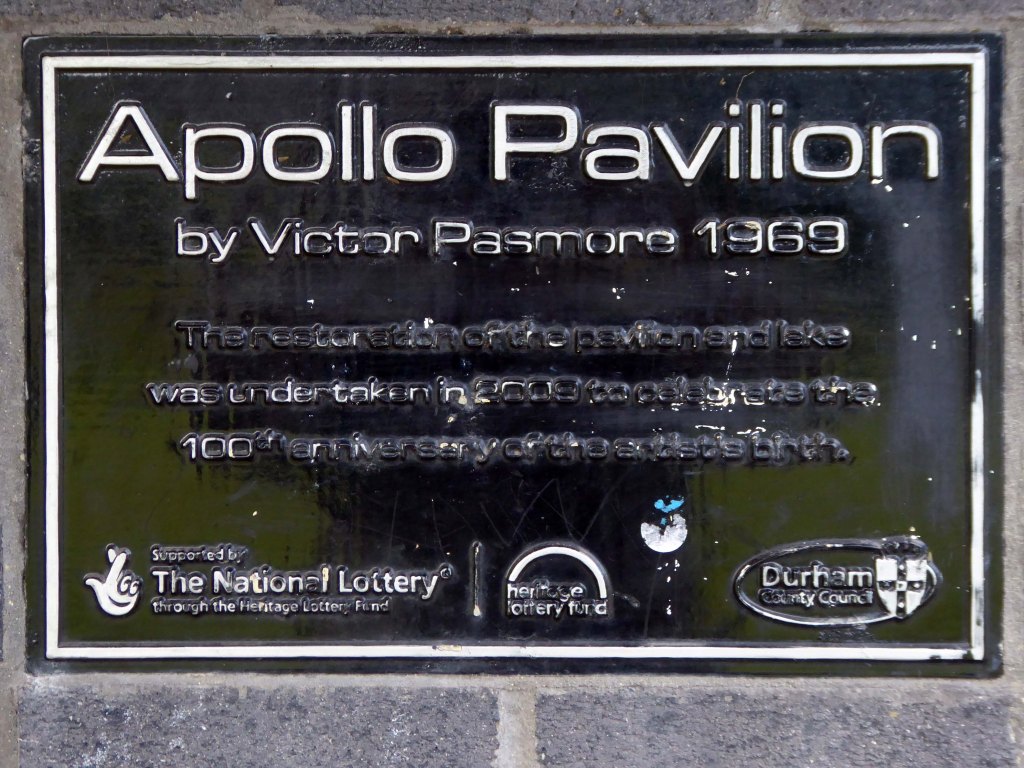 Apollo Pavilion
by Victor Pasmore 1969
The restoration of the pavilion and lake
was undertaken in 2009 to celebrate the
100th anniversary of the artist's birth.
Supported by
The National Lottery®
through the Heritage Lottery Fund
heritage
lottery fund
Durham
County Council